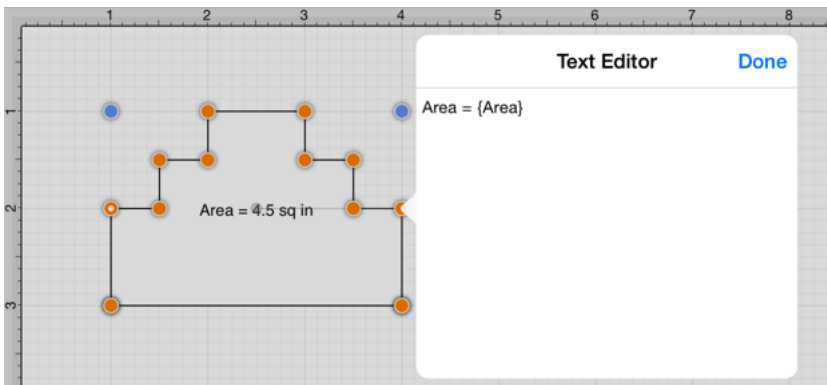 1 2 3 4 5 6 7 8
Text Editor
Done
Area = {Area}
1
Area = 4.5 sq in
2
3